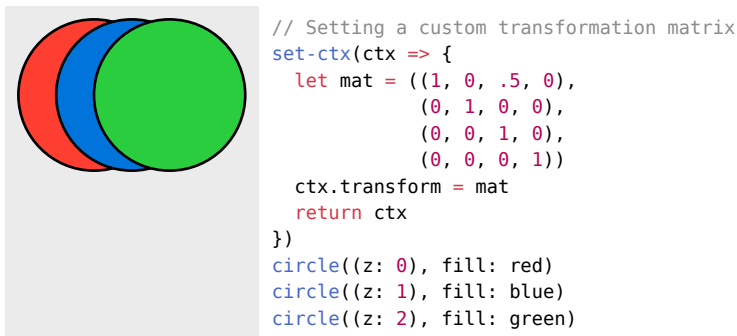 // Setting a custom transformation matrix
set-ctx(ctx => {
  let mat = ((1, 0, .5, 0),
             (0, 1, 0, 0),
             (0, 0, 1, 0),
             (0, 0, 0, 1))
  ctx.transform = mat
  return ctx
})
circle((z: 0), fill: red)
circle((z: 1), fill: blue)
circle((z: 2), fill: green)